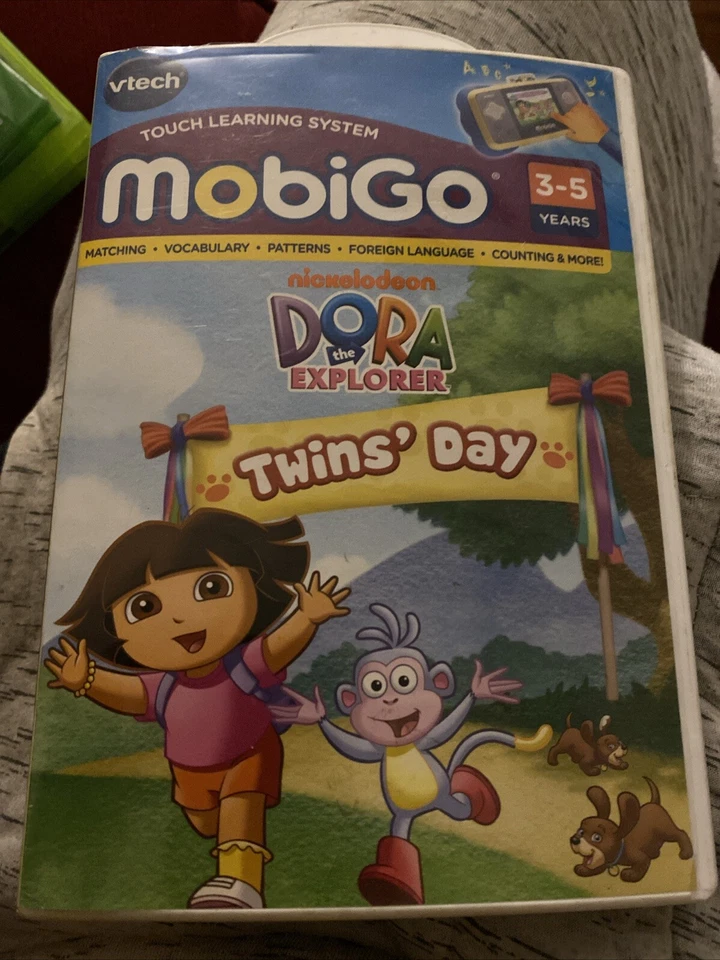 vtech
ABC
TOUCH LEARNING SYSTEM
MobiGo®
3-5
YEARS
MATCHING • VOCABULARY • PATTERNS • FOREIGN LANGUAGE • COUNTING & MORE!
nickelodeon
DORA
the
EXPLORER
Twins' Day